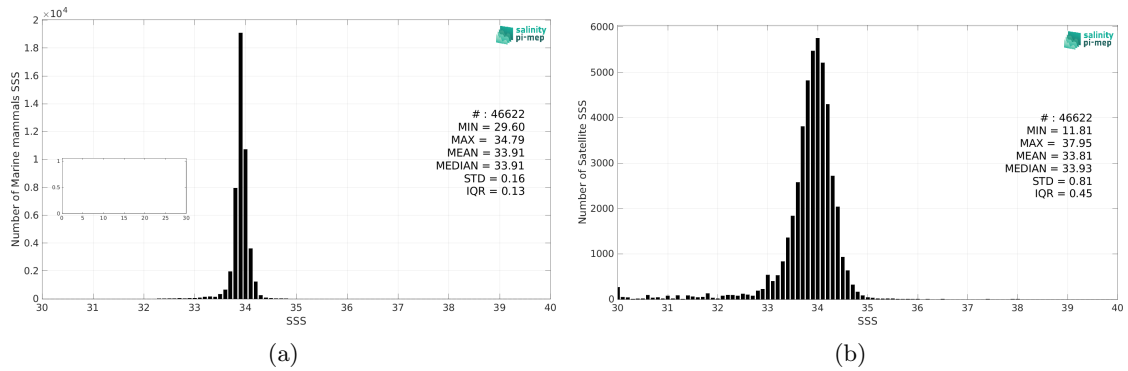 2 ×10^4
1.8
1.6
1.4
1.2
1
0.8
0.6
0.4
0.2
0
30 31 32 33 34 35 36 37 38 39 40
SSS
Number of Marine mammals SSS
salinity
pi-mep
# : 46622
MIN = 29.60
MAX = 34.79
MEAN = 33.91
MEDIAN = 33.91
STD = 0.16
IQR = 0.13
1
0.5
0
0 5 10 15 20 25 30
(a)
6000
5000
4000
3000
2000
1000
0
30 31 32 33 34 35 36 37 38 39 40
SSS
Number of Satellite SSS
salinity
pi-mep
# : 46622
MIN = 11.81
MAX = 37.95
MEAN = 33.81
MEDIAN = 33.93
STD = 0.81
IQR = 0.45
(b)